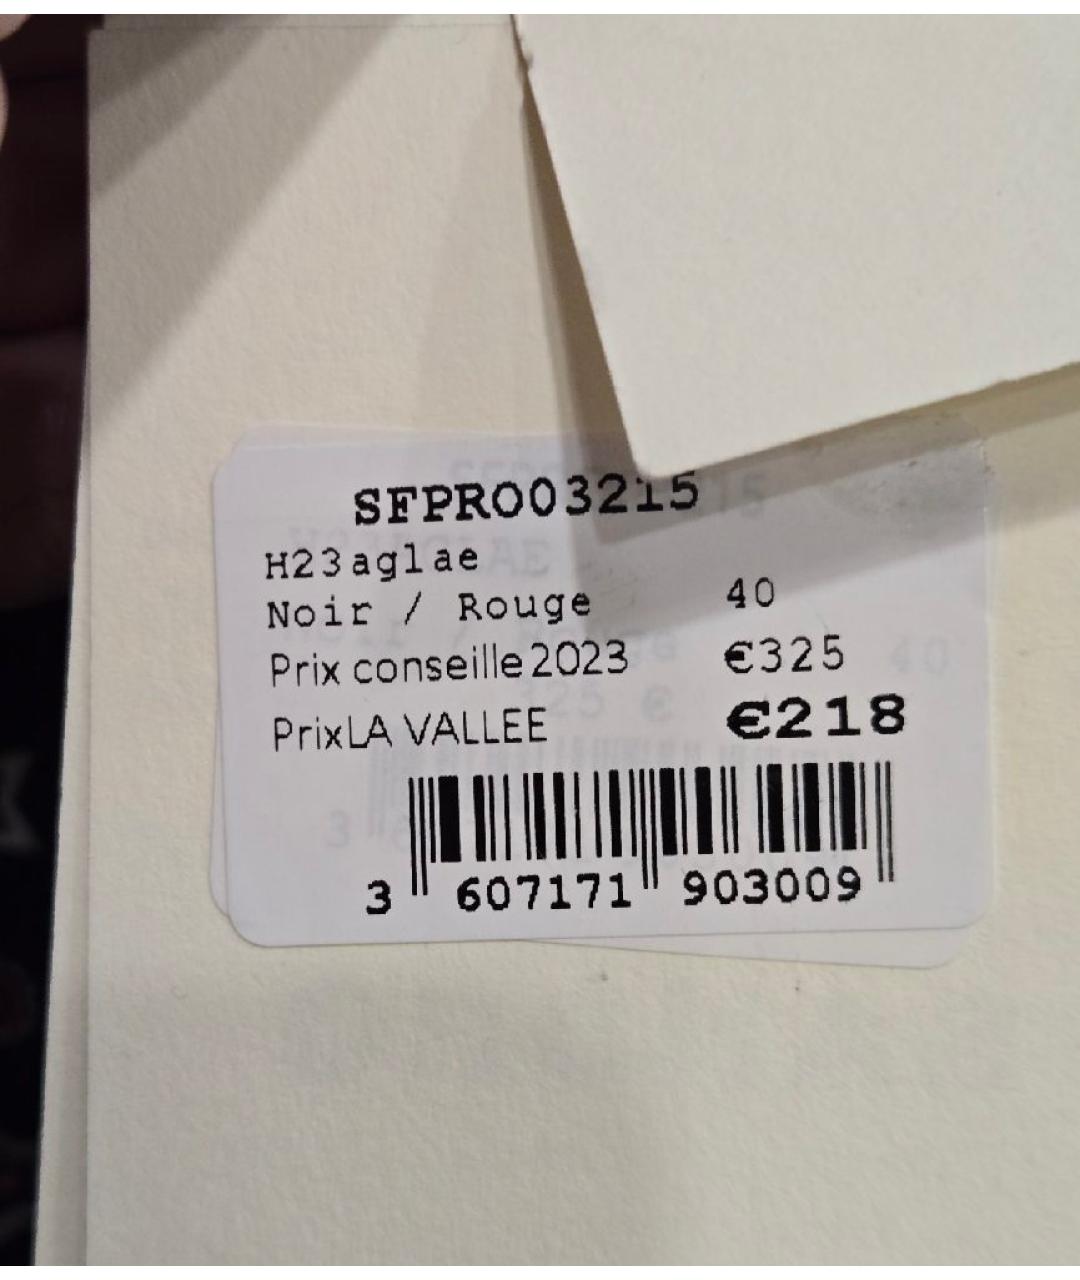 SFPRO03215
H23aglae
Noir / Rouge 40
Prix conseille 2023 €325
PrixLA VALLEE €218
3 607171 903009